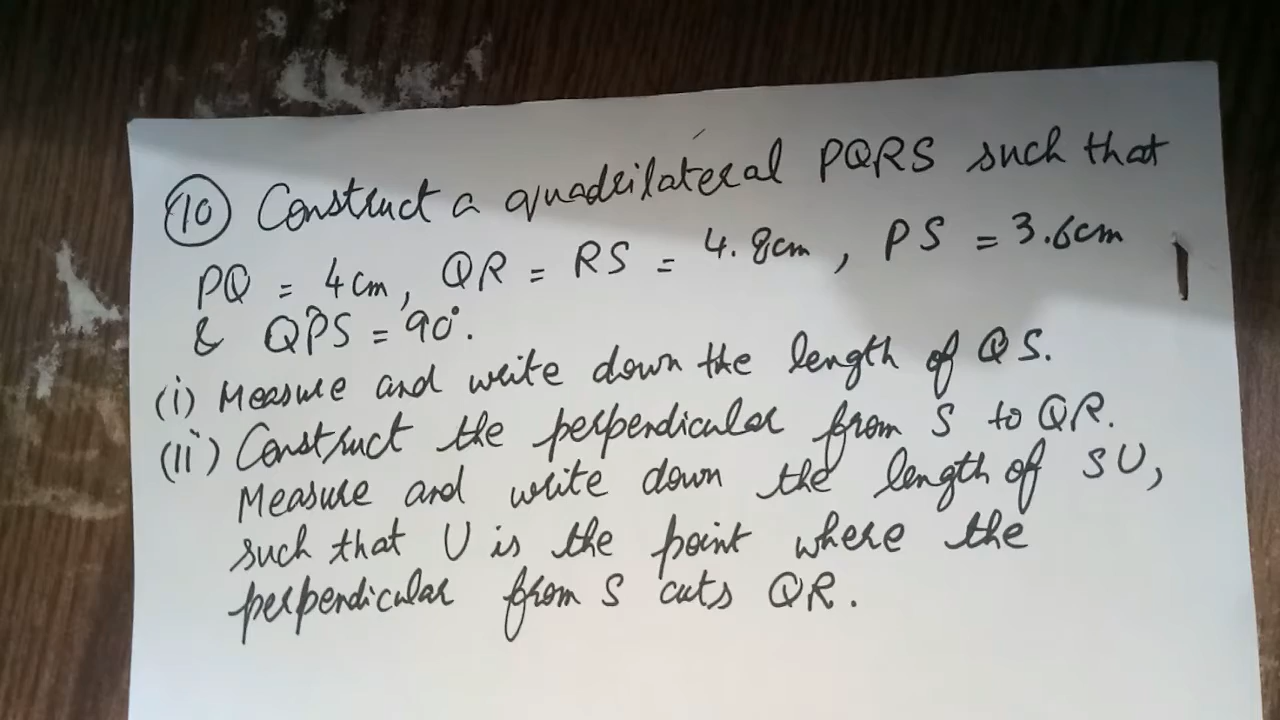 (10) Construct a quadrilateral PQRS such that
PQ = 4cm, QR = RS = 4.8cm, PS = 3.6cm
& QP̂S = 90°.
(i) Measure and write down the length of QS.
(ii) Construct the perpendicular from S to QR.
Measure and write down the length of SU,
such that U is the point where the
perpendicular from S cuts QR.